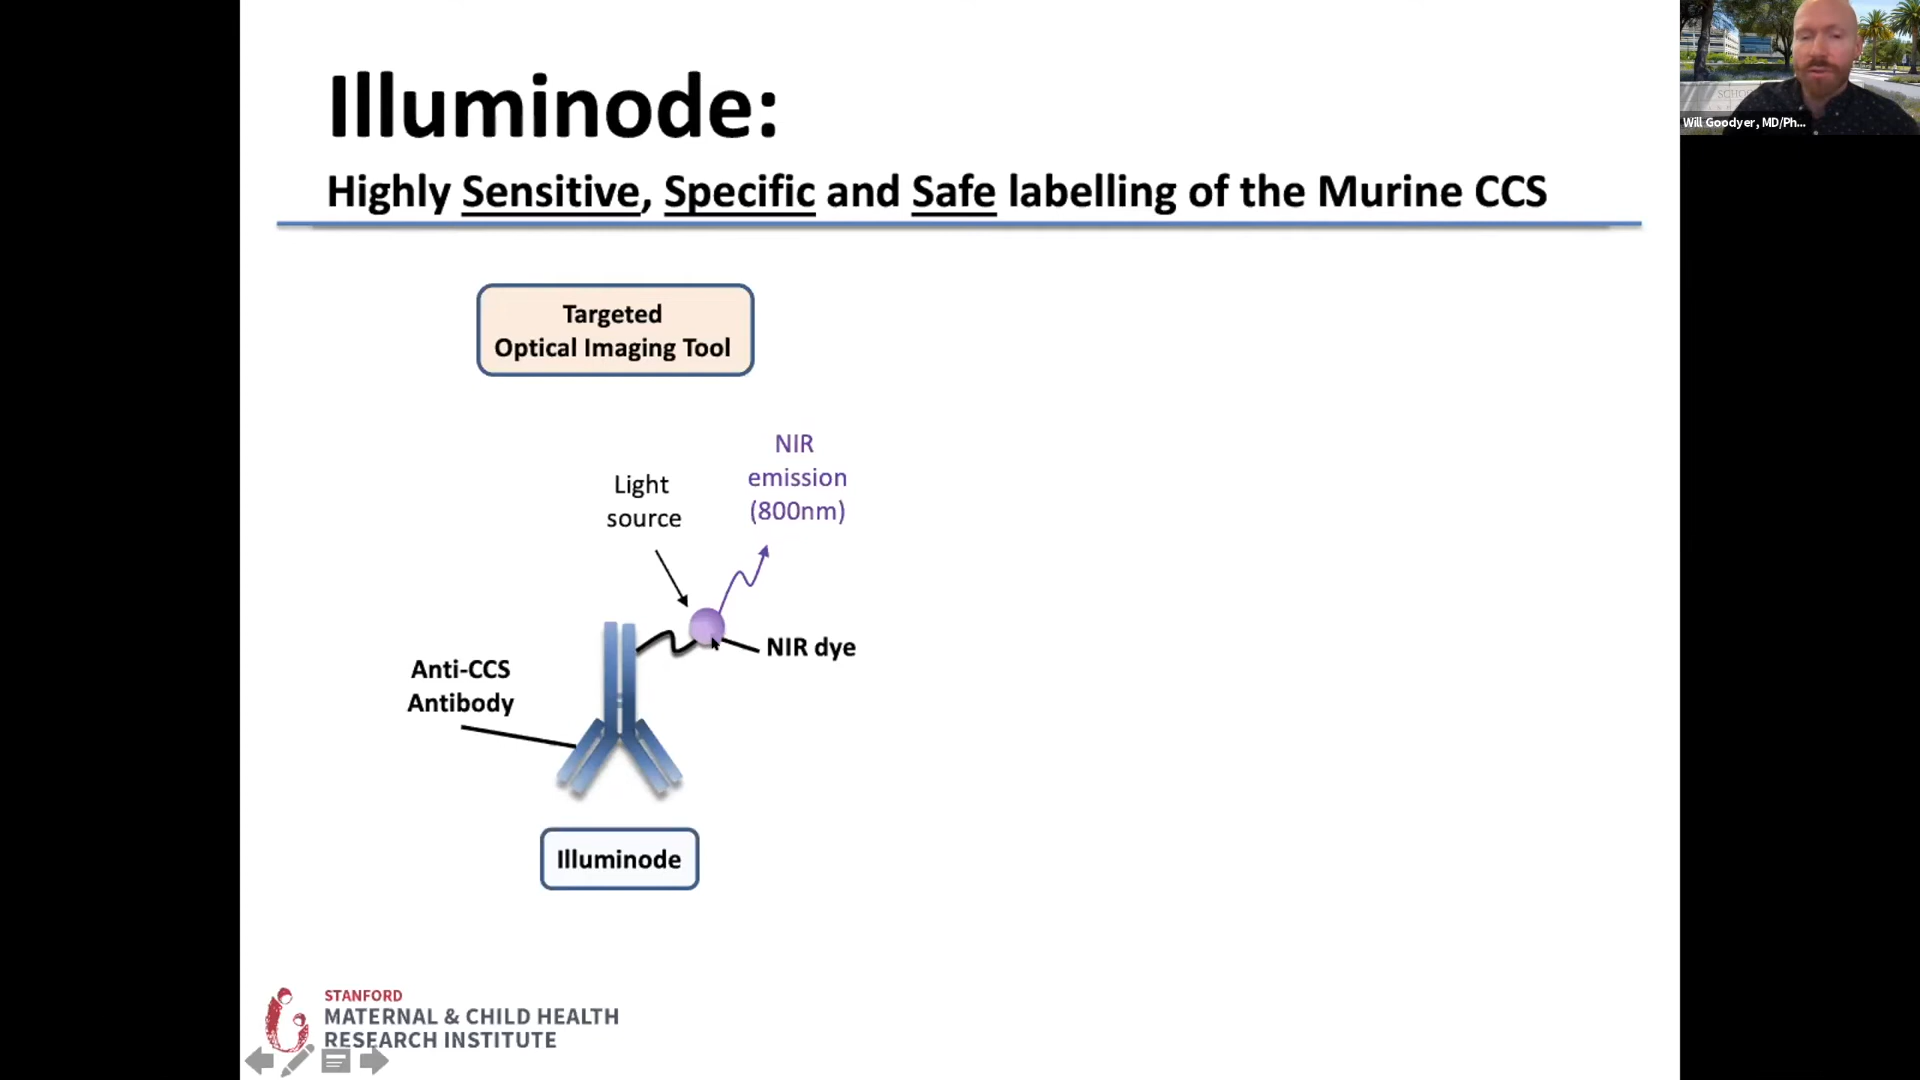 Illuminode:
Highly Sensitive, Specific and Safe labelling of the Murine CCS
Will Goodyer, MD/Ph...
Targeted
Optical Imaging Tool
NIR
emission
(800nm)
Light
source
NIR dye
Anti-CCS
Antibody
Illuminode
STANFORD
MATERNAL & CHILD HEALTH
RESEARCH INSTITUTE